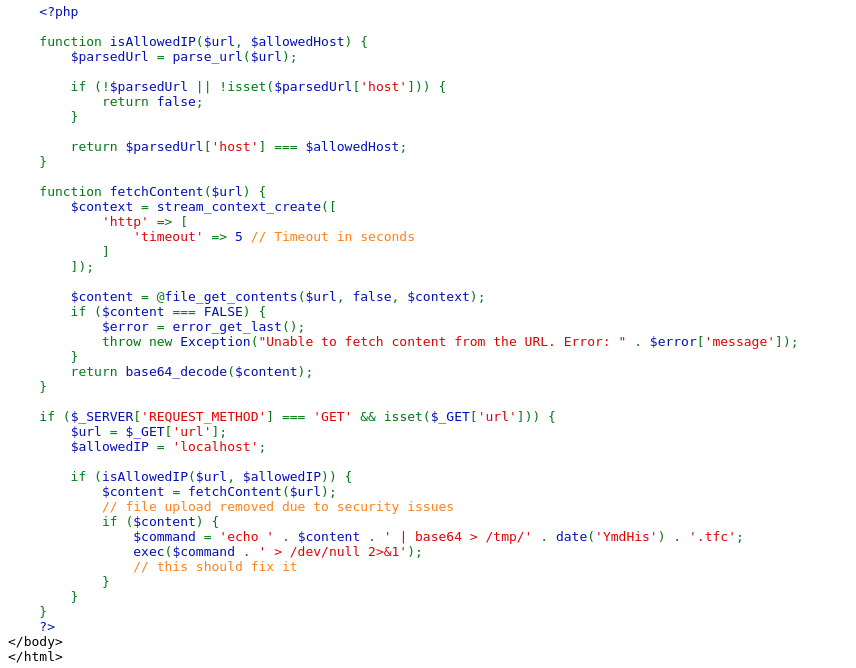 <?php
function isAllowedIP($url, $allowedHost) {
$parsedUrl = parse_url($url);
if (!$parsedUrl || !isset($parsedUrl['host'])) {
return false;
}
return $parsedUrl['host'] === $allowedHost;
}
function fetchContent($url) {
$context = stream_context_create([
'http' => [
'timeout' => 5 // Timeout in seconds
]
]);
$content = @file_get_contents($url, false, $context);
if ($content === FALSE) {
$error = error_get_last();
throw new Exception("Unable to fetch content from the URL. Error: " . $error['message']);
}
return base64_decode($content);
}
if ($_SERVER['REQUEST_METHOD'] === 'GET' && isset($_GET['url'])) {
$url = $_GET['url'];
$allowedIP = 'localhost';
if (isAllowedIP($url, $allowedIP)) {
$content = fetchContent($url);
// file upload removed due to security issues
if ($content) {
$command = 'echo ' . $content . ' | base64 > /tmp/' . date('YmdHis') . '.tfc';
exec($command . ' > /dev/null 2>&1');
// this should fix it
}
}
}
?>
</body>
</html>